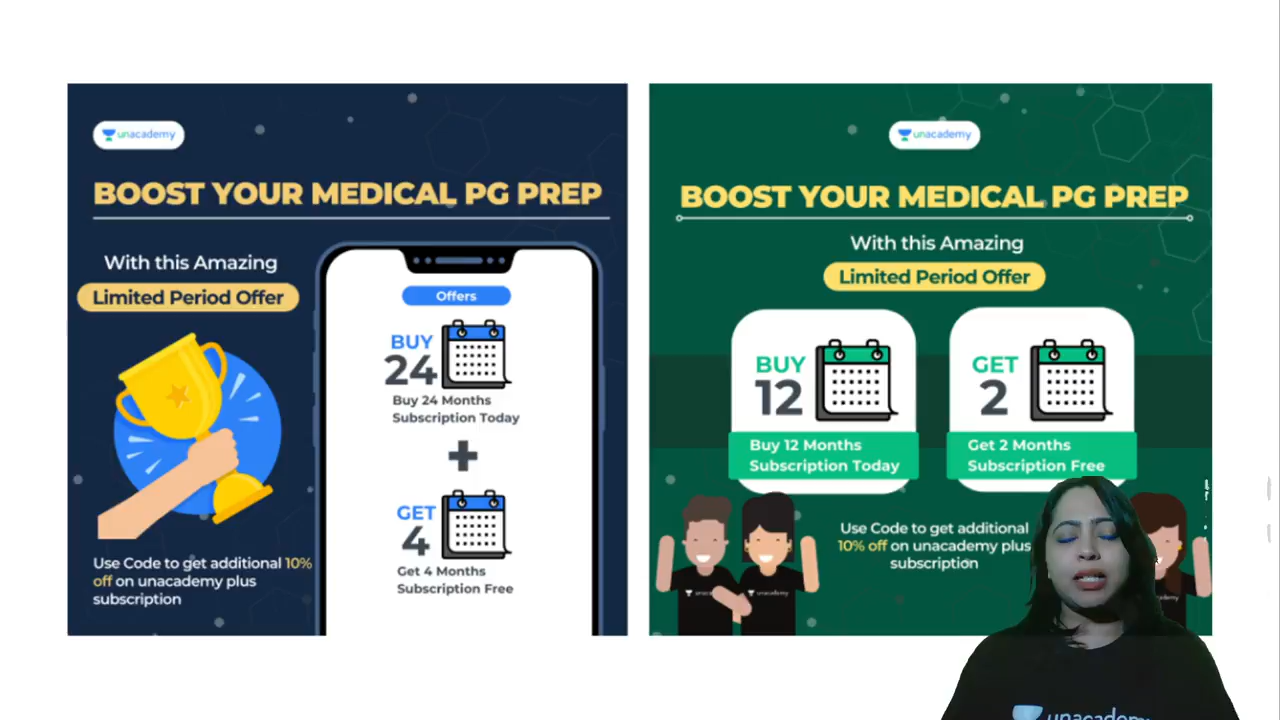 unacademy
BOOST YOUR MEDICAL PG PREP
With this Amazing
Limited Period Offer
Offers
BUY
24
Buy 24 Months
Subscription Today
+
GET
4
Get 4 Months
Subscription Free
Use Code to get additional 10%
off on unacademy plus
subscription
unacademy
BOOST YOUR MEDICAL PG PREP
With this Amazing
Limited Period Offer
BUY
12
Buy 12 Months
Subscription Today
GET
2
Get 2 Months
Subscription Free
Use Code to get additional
10% off on unacademy plus
subscription
unacademy
unacademy